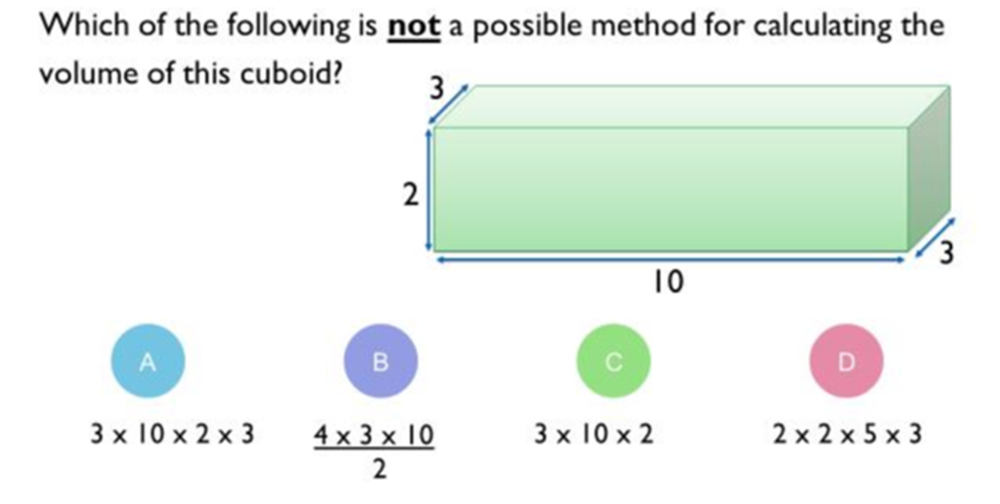 Which of the following is not a possible method for calculating the
volume of this cuboid?
3
2
10
3
A
B
C
D
3 x 10 x 2 x 3
4 x 3 x 10
2
3 x 10 x 2
2 x 2 x 5 x 3